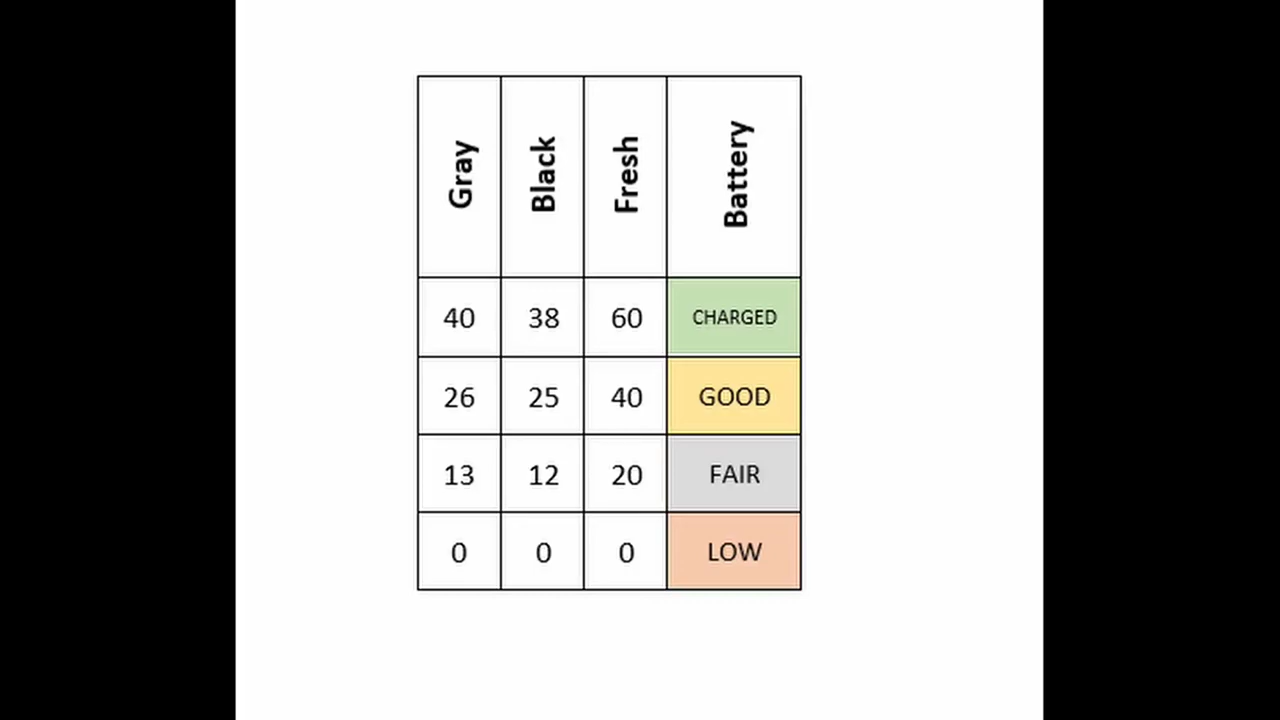 Gray Black Fresh Battery
40 38 60 CHARGED
26 25 40 GOOD
13 12 20 FAIR
0 0 0 LOW